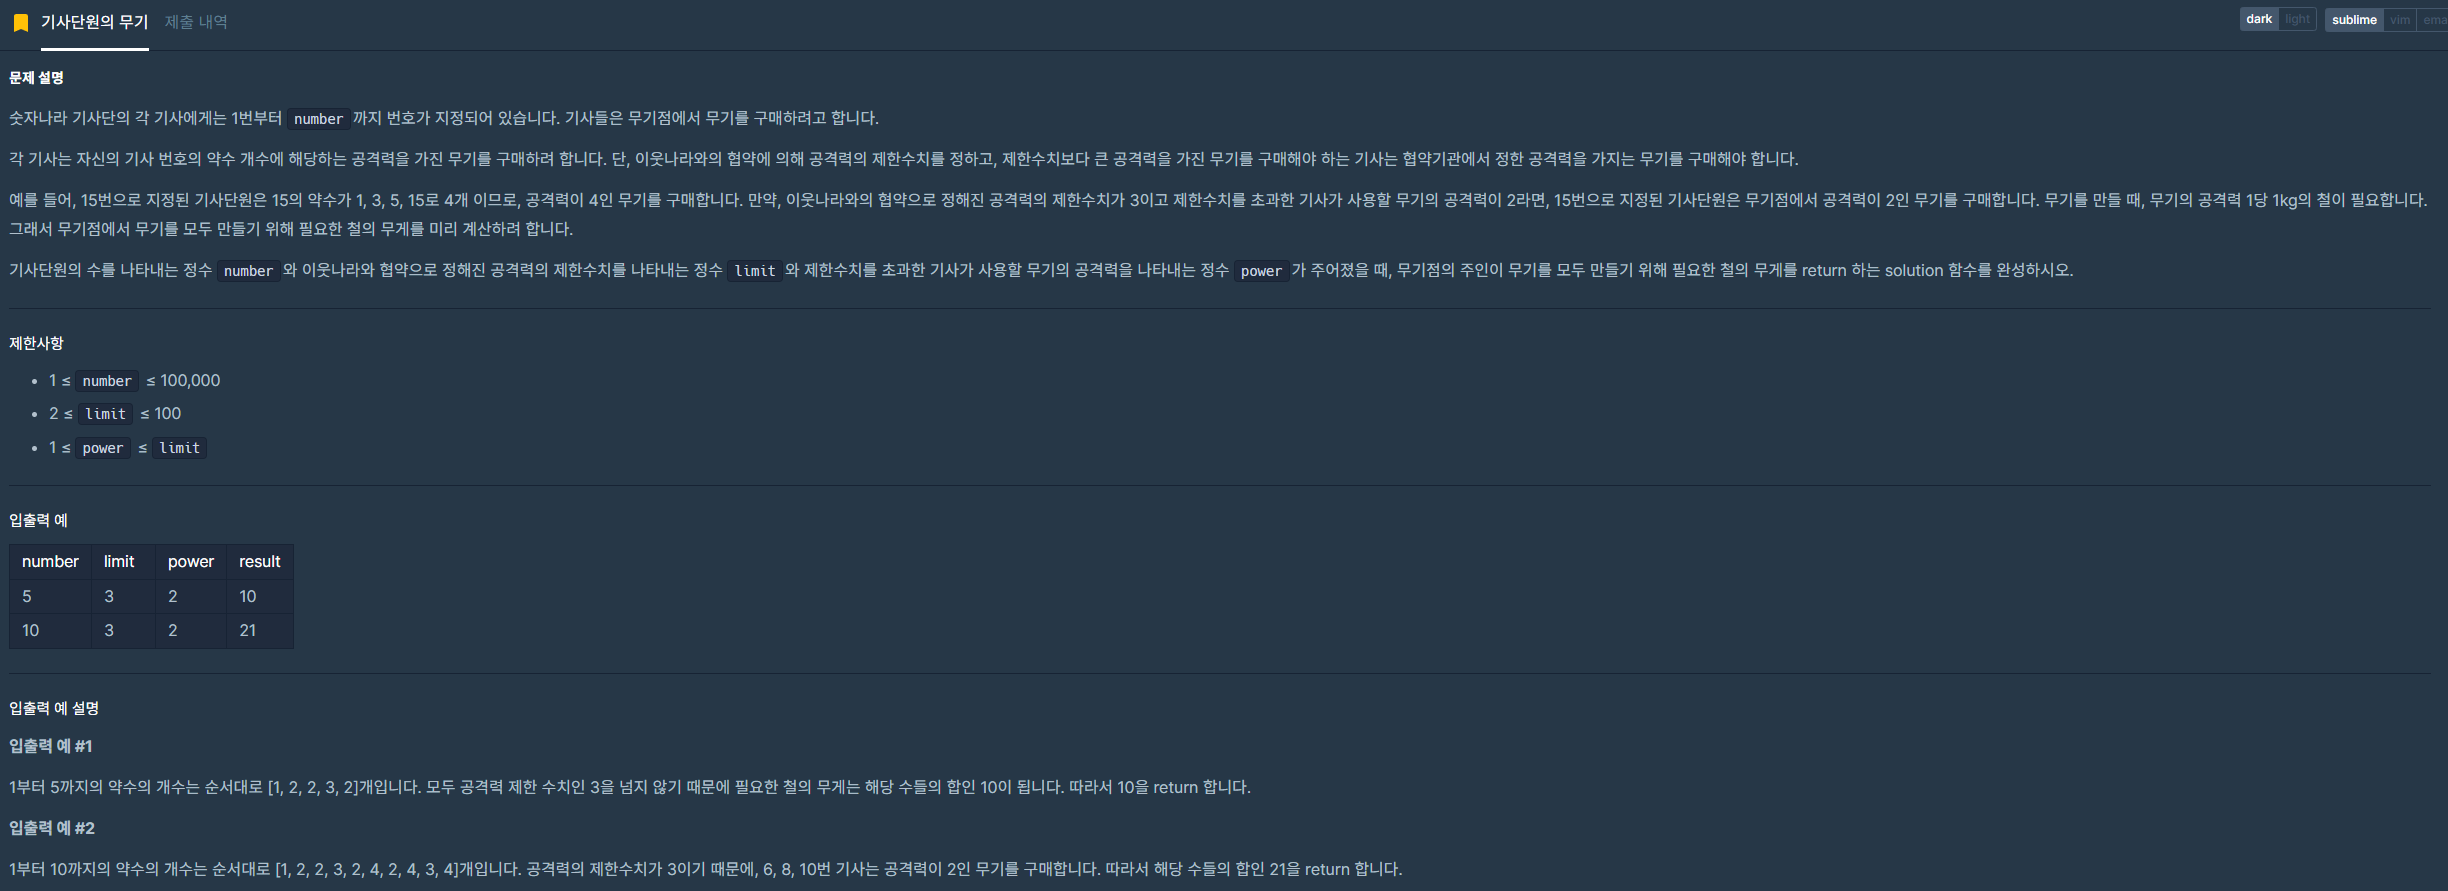 기사단원의 무기 제출 내역 dark light sublime vim ema
문제 설명
숫자나라 기사단의 각 기사에게는 1번부터 number 까지 번호가 지정되어 있습니다. 기사들은 무기점에서 무기를 구매하려고 합니다.
각 기사는 자신의 기사 번호의 약수 개수에 해당하는 공격력을 가진 무기를 구매하려 합니다. 단, 이웃나라와의 협약에 의해 공격력의 제한수치를 정하고, 제한수치보다 큰 공격력을 가진 무기를 구매해야 하는 기사는 협약기관에서 정한 공격력을 가지는 무기를 구매해야 합니다.
예를 들어, 15번으로 지정된 기사단원은 15의 약수가 1, 3, 5, 15로 4개 이므로, 공격력이 4인 무기를 구매합니다. 만약, 이웃나라와의 협약으로 정해진 공격력의 제한수치가 3이고 제한수치를 초과한 기사가 사용할 무기의 공격력이 2라면, 15번으로 지정된 기사단원은 무기점에서 공격력이 2인 무기를 구매합니다. 무기를 만들 때, 무기의 공격력 1당 1kg의 철이 필요합니다.
그래서 무기점에서 무기를 모두 만들기 위해 필요한 철의 무게를 미리 계산하려 합니다.
기사단원의 수를 나타내는 정수 number 와 이웃나라와 협약으로 정해진 공격력의 제한수치를 나타내는 정수 limit 와 제한수치를 초과한 기사가 사용할 무기의 공격력을 나타내는 정수 power 가 주어졌을 때, 무기점의 주인이 무기를 모두 만들기 위해 필요한 철의 무게를 return 하는 solution 함수를 완성하시오.
제한사항
• 1 ≤ number ≤ 100,000
• 2 ≤ limit ≤ 100
• 1 ≤ power ≤ limit
입출력 예
number limit power result
5 3 2 10
10 3 2 21
입출력 예 설명
입출력 예 #1
1부터 5까지의 약수의 개수는 순서대로 [1, 2, 2, 3, 2]개입니다. 모두 공격력 제한 수치인 3을 넘지 않기 때문에 필요한 철의 무게는 해당 수들의 합인 10이 됩니다. 따라서 10을 return 합니다.
입출력 예 #2
1부터 10까지의 약수의 개수는 순서대로 [1, 2, 2, 3, 2, 4, 2, 4, 3, 4]개입니다. 공격력의 제한수치가 3이기 때문에, 6, 8, 10번 기사는 공격력이 2인 무기를 구매합니다. 따라서 해당 수들의 합인 21을 return 합니다.